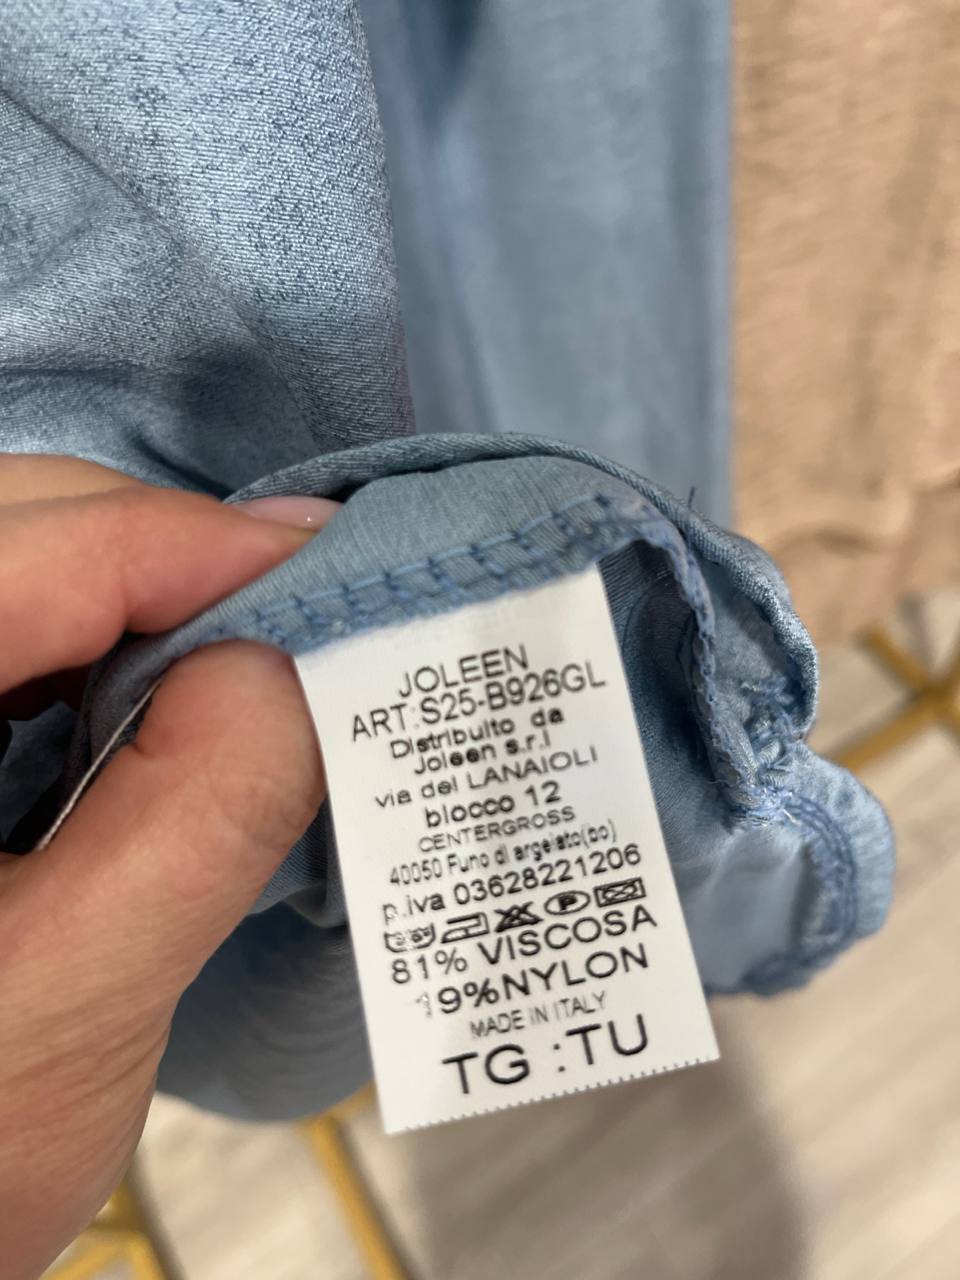 JOLEEN
ART:S25-B926GL
Distribuito da
Joleen s.r.l
via dei LANAIOLI
blocco 12
CENTERGROSS
40050 Funo di argelato(bo)
p.iva 03628221206
P
81% VISCOSA
19%NYLON
MADE IN ITALY
TG :TU